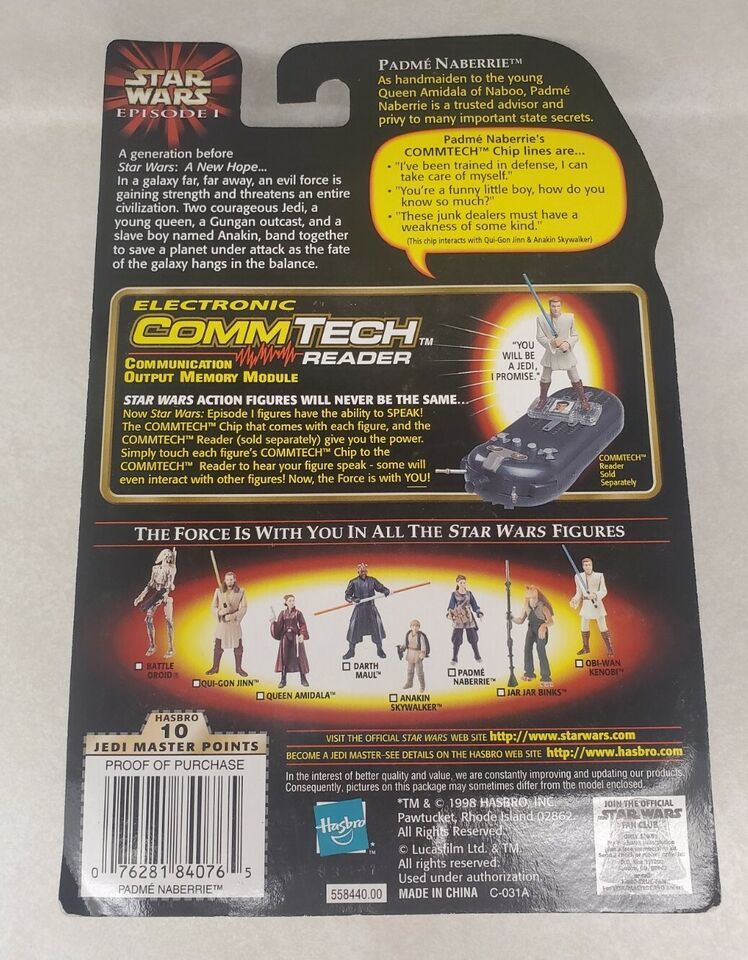 STAR
WARS
EPISODE I
A generation before
Star Wars: A New Hope...
In a galaxy far, far away, an evil force is
gaining strength and threatens an entire
civilization. Two courageous Jedi, a
young queen, a Gungan outcast, and a
slave boy named Anakin, band together
to save a planet under attack as the fate
of the galaxy hangs in the balance.
PADMÉ NABERRIE™
As handmaiden to the young
Queen Amidala of Naboo, Padmé
Naberrie is a trusted advisor and
privy to many important state secrets.
Padmé Naberrie's
COMMTECH™ Chip lines are...
• "I've been trained in defense, I can
take care of myself."
• "You're a funny little boy, how do you
know so much?"
• "These junk dealers must have a
weakness of some kind."
(This chip interacts with Qui-Gon Jinn & Anakin Skywalker)
ELECTRONIC
COMMTECH™
READER
COMMUNICATION
OUTPUT MEMORY MODULE
STAR WARS ACTION FIGURES WILL NEVER BE THE SAME...
Now Star Wars: Episode I figures have the ability to SPEAK!
The COMMTECH™ Chip that comes with each figure, and the
COMMTECH™ Reader (sold separately) give you the power.
Simply touch each figure's COMMTECH™ Chip to the
COMMTECH™ Reader to hear your figure speak - some will
even interact with other figures! Now, the Force is with YOU!
"YOU
WILL BE
A JEDI,
I PROMISE."
COMMTECH™
Reader
Sold
Separately
THE FORCE IS WITH YOU IN ALL THE STAR WARS FIGURES
BATTLE
DROID®
QUI-GON JINN™
QUEEN AMIDALA™
DARTH
MAUL™
ANAKIN
SKYWALKER™
PADMÉ
NABERRIE™
JAR JAR BINKS™
OBI-WAN
KENOBI™
HASBRO
10
JEDI MASTER POINTS
PROOF OF PURCHASE
0 76281 84076 5
PADMÉ NABERRIE™
VISIT THE OFFICIAL STAR WARS WEB SITE http://www.starwars.com
BECOME A JEDI MASTER–SEE DETAILS ON THE HASBRO WEB SITE http://www.hasbro.com
In the interest of better quality and value, we are constantly improving and updating our products.
Consequently, pictures on this package may sometimes differ from the model enclosed.
Hasbro
*TM & © 1998 HASBRO, INC.
Pawtucket, Rhode Island 02862.
All Rights Reserved.
© Lucasfilm Ltd. & TM.
All rights reserved.
Used under authorization.
558440.00
MADE IN CHINA C-031A
JOIN THE OFFICIAL
STAR WARS
FAN CLUB